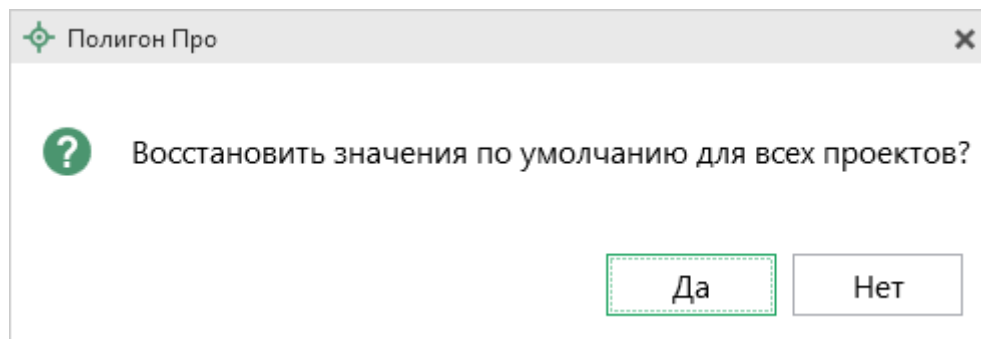 Полигон Про
Восстановить значения по умолчанию для всех проектов?
Да
Нет